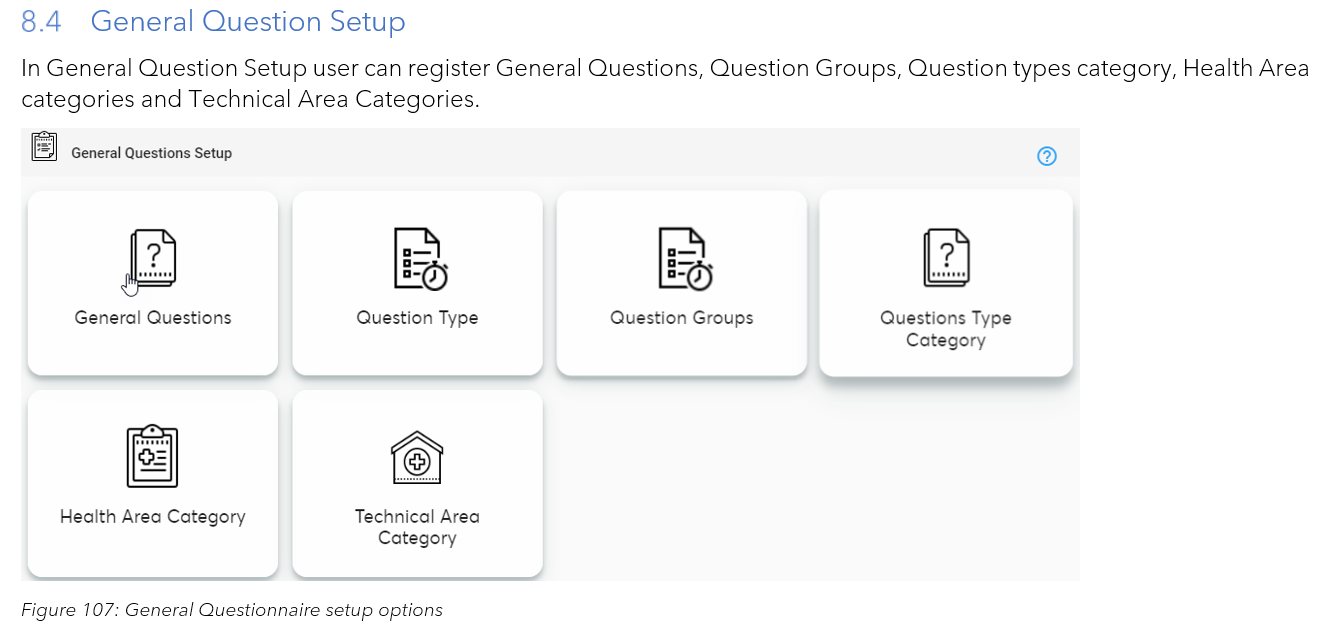 8.4 General Question Setup
In General Question Setup user can register General Questions, Question Groups, Question types category, Health Area
categories and Technical Area Categories.
General Questions Setup
General Questions
Question Type
Question Groups
Questions Type
Category
Health Area Category
Technical Area
Category
Figure 107: General Questionnaire setup options